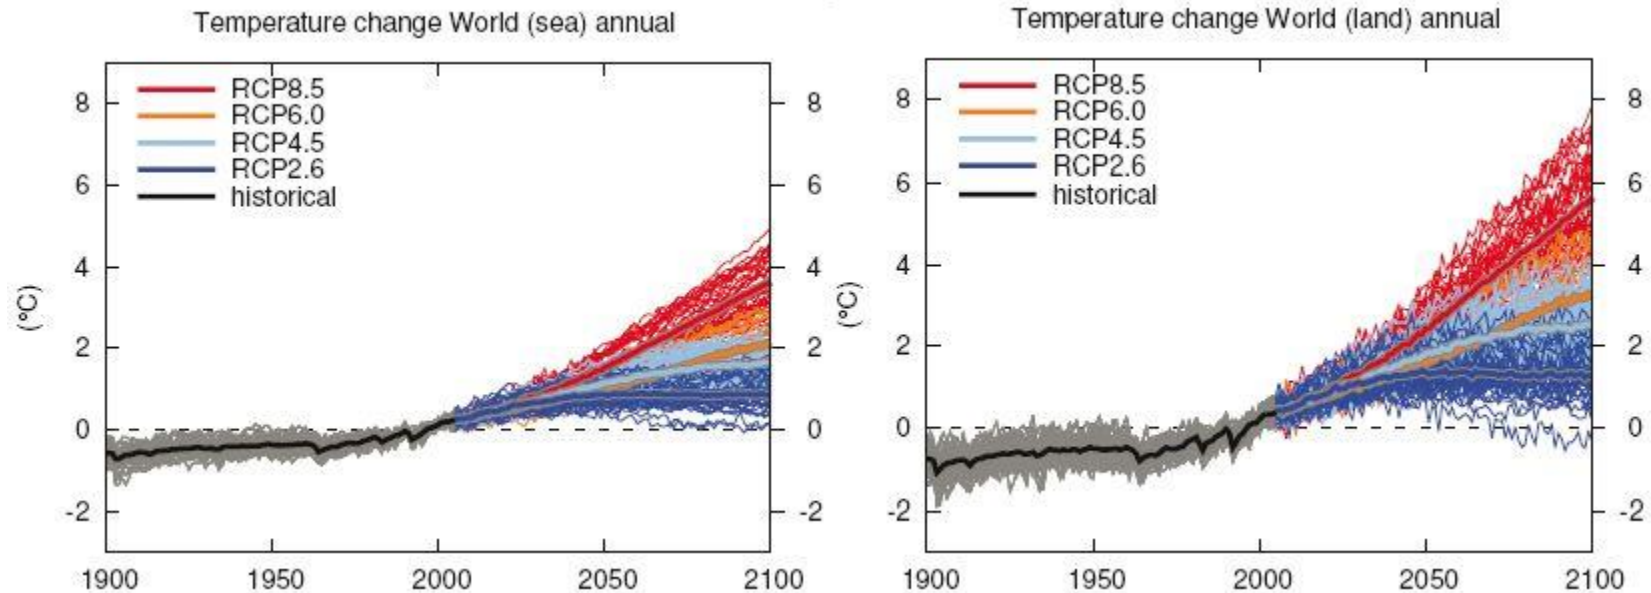 Temperature change World (sea) annual
RCP8.5
RCP6.0
RCP4.5
RCP2.6
historical
(°C)
8
6
4
2
0
-2
8
6
4
2
0
-2
1900 1950 2000 2050 2100
Temperature change World (land) annual
RCP8.5
RCP6.0
RCP4.5
RCP2.6
historical
(°C)
8
6
4
2
0
-2
8
6
4
2
0
-2
1900 1950 2000 2050 2100